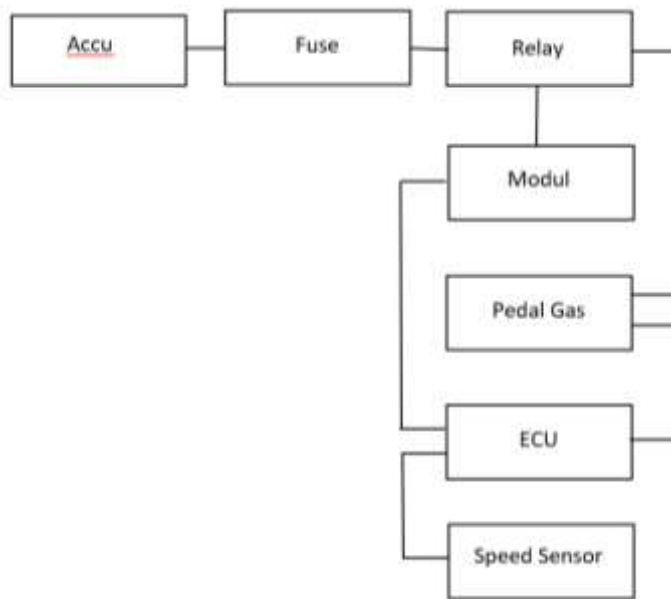 Accu
Fuse
Relay
Modul
Pedal Gas
ECU
Speed Sensor